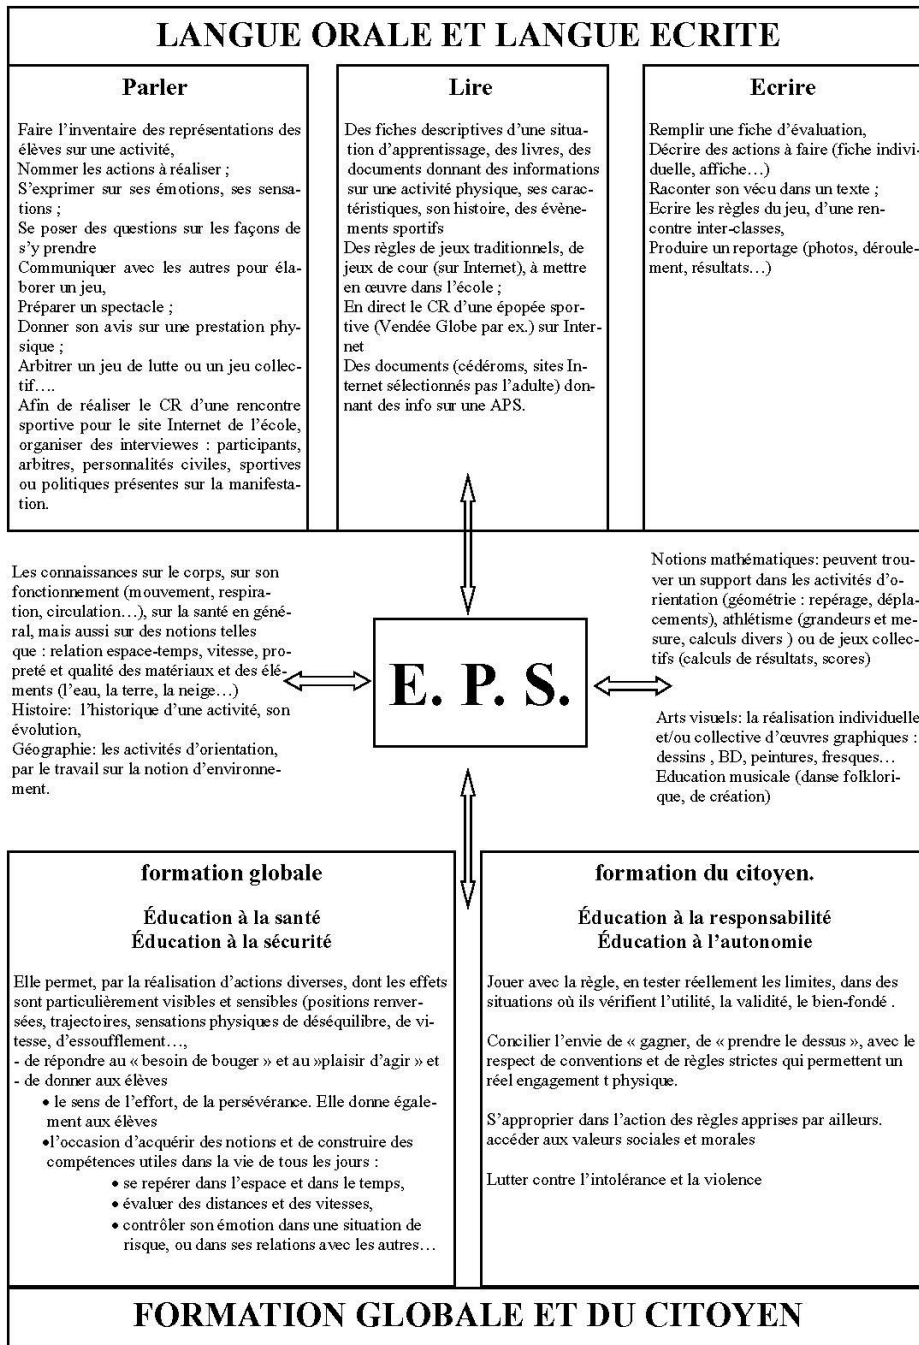 LANGUE ORALE ET LANGUE ECRITE
Parler
Faire l'inventaire des représentations des
élèves sur une activité,
Nommer les actions à réaliser ;
S'exprimer sur ses émotions, ses sensa-
tions ;
Se poser des questions sur les façons de
s'y prendre
Communiquer avec les autres pour éla-
borer un jeu,
Préparer un spectacle ;
Donner son avis sur une prestation phy-
sique ;
Arbitrer un jeu de lutte ou un jeu collec-
tif….
Afin de réaliser le CR d'une rencontre
sportive pour le site Internet de l'école,
organiser des interviewes : participants,
arbitres, personnalités civiles, sportives
ou politiques présentes sur la manifesta-
tion.
Lire
Des fiches descriptives d'une situa-
tion d'apprentissage, des livres, des
documents donnant des informations
sur une activité physique, ses carac-
téristiques, son histoire, des évène-
ments sportifs
Des règles de jeux traditionnels, de
jeux de cour (sur Internet), à mettre
en œuvre dans l'école ;
En direct le CR d'une épopée spor-
tive (Vendée Globe par ex.) sur Inter-
net
Des documents (cédéroms, sites In-
ternet sélectionnés pas l'adulte) don-
nant des info sur une APS.
Ecrire
Remplir une fiche d'évaluation,
Décrire des actions à faire (fiche indivi-
duelle, affiche…)
Raconter son vécu dans un texte ;
Ecrire les règles du jeu, d'une ren-
contre inter-classes,
Produire un reportage (photos, déroule-
ment, résultats…)
Les connaissances sur le corps, sur son
fonctionnement (mouvement, respira-
tion, circulation…), sur la santé en géné-
ral, mais aussi sur des notions telles
que : relation espace-temps, vitesse, pro-
preté et qualité des matériaux et des élé-
ments (l'eau, la terre, la neige…)
Histoire: l'historique d'une activité, son
évolution,
Géographie: les activités d'orientation,
par le travail sur la notion d'environne-
ment.
E. P. S.
Notions mathématiques: peuvent trou-
ver un support dans les activités d'o-
rientation (géométrie : repérage, dépla-
cements), athlétisme (grandeurs et me-
sure, calculs divers ) ou de jeux collec-
tifs (calculs de résultats, scores)
Arts visuels: la réalisation individuelle
et/ou collective d'œuvres graphiques :
dessins , BD, peintures, fresques…
Education musicale (danse folklori-
que, de création)
formation globale
Éducation à la santé
Éducation à la sécurité
Elle permet, par la réalisation d'actions diverses, dont les effets
sont particulièrement visibles et sensibles (positions renver-
sées, trajectoires, sensations physiques de déséquilibre, de vi-
tesse, d'essoufflement…,
- de répondre au « besoin de bouger » et au »plaisir d'agir » et
- de donner aux élèves
• le sens de l'effort, de la persévérance. Elle donne égale-
ment aux élèves
•l'occasion d'acquérir des notions et de construire des
compétences utiles dans la vie de tous les jours :
• se repérer dans l'espace et dans le temps,
• évaluer des distances et des vitesses,
• contrôler son émotion dans une situation de
risque, ou dans ses relations avec les autres…
formation du citoyen.
Éducation à la responsabilité
Éducation à l'autonomie
Jouer avec la règle, en tester réellement les limites, dans des
situations où ils vérifient l'utilité, la validité, le bien-fondé .
Concilier l'envie de « gagner, de « prendre le dessus », avec le
respect de conventions et de règles strictes qui permettent un
réel engagement t physique.
S'approprier dans l'action des règles apprises par ailleurs.
accéder aux valeurs sociales et morales
Lutter contre l'intolérance et la violence
FORMATION GLOBALE ET DU CITOYEN